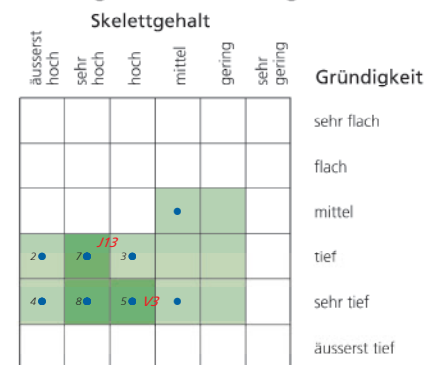 Skelettgehalt
äusserst hoch
sehr hoch
hoch
mittel
gering
sehr gering
Gründigkeit
sehr flach
flach
mittel
J13
2 7 3 tief
4 8 5 V3 sehr tief
äusserst tief